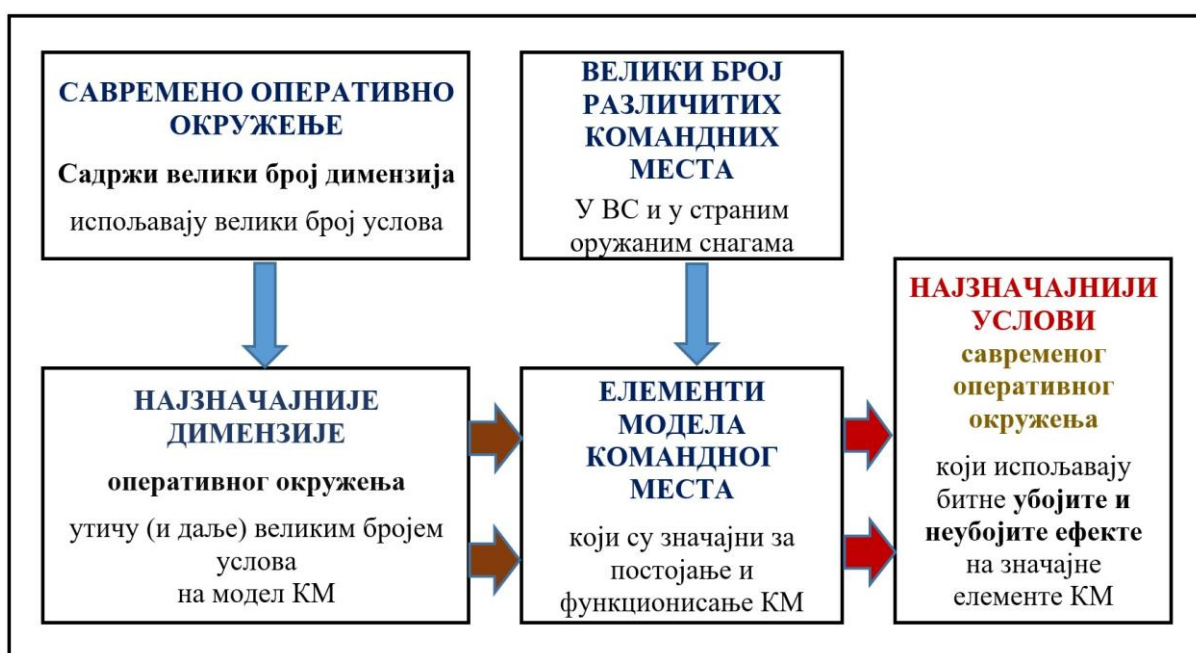 САВРЕМЕНО ОПЕРАТИВНО
ОКРУЖЕЊЕ
Садржи велики број димензија
испољавају велики број услова
ВЕЛИКИ БРОЈ
РАЗЛИЧИТИХ
КОМАНДНИХ
МЕСТА
У ВС и у страним
оружаним снагама
НАЈЗНАЧАЈНИЈЕ
ДИМЕНЗИЈЕ
оперативног окружења
утичу (и даље) великим бројем
услова
на модел КМ
ЕЛЕМЕНТИ
МОДЕЛА
КОМАНДНОГ
МЕСТА
који су значајни за
постојање и
функционисање КМ
НАЈЗНАЧАЈНИЈИ
УСЛОВИ
савременог
оперативног
окружења
који испољавају
битне убојите и
неубојите ефекте
на значајне
елементе КМ